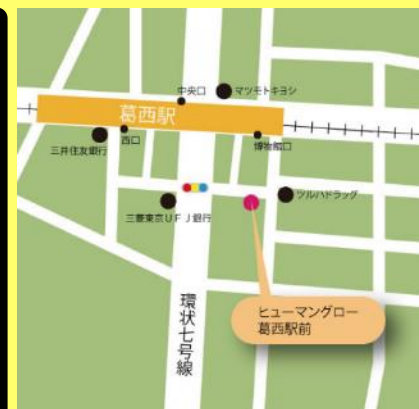 中央口
マツモトキヨシ
葛西駅
西口
博物館口
三井住友銀行
ツルハドラッグ
三菱東京UFJ銀行
ヒューマングロー
葛西駅前
環状七号線